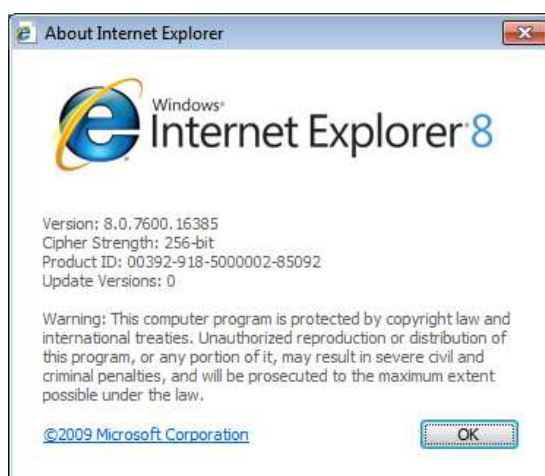 About Internet Explorer
Windows®
Internet Explorer 8
Version: 8.0.7600.16385
Cipher Strength: 256-bit
Product ID: 00392-918-5000002-85092
Update Versions: 0
Warning: This computer program is protected by copyright law and
international treaties. Unauthorized reproduction or distribution of
this program, or any portion of it, may result in severe civil and
criminal penalties, and will be prosecuted to the maximum extent
possible under the law.
©2009 Microsoft Corporation
OK